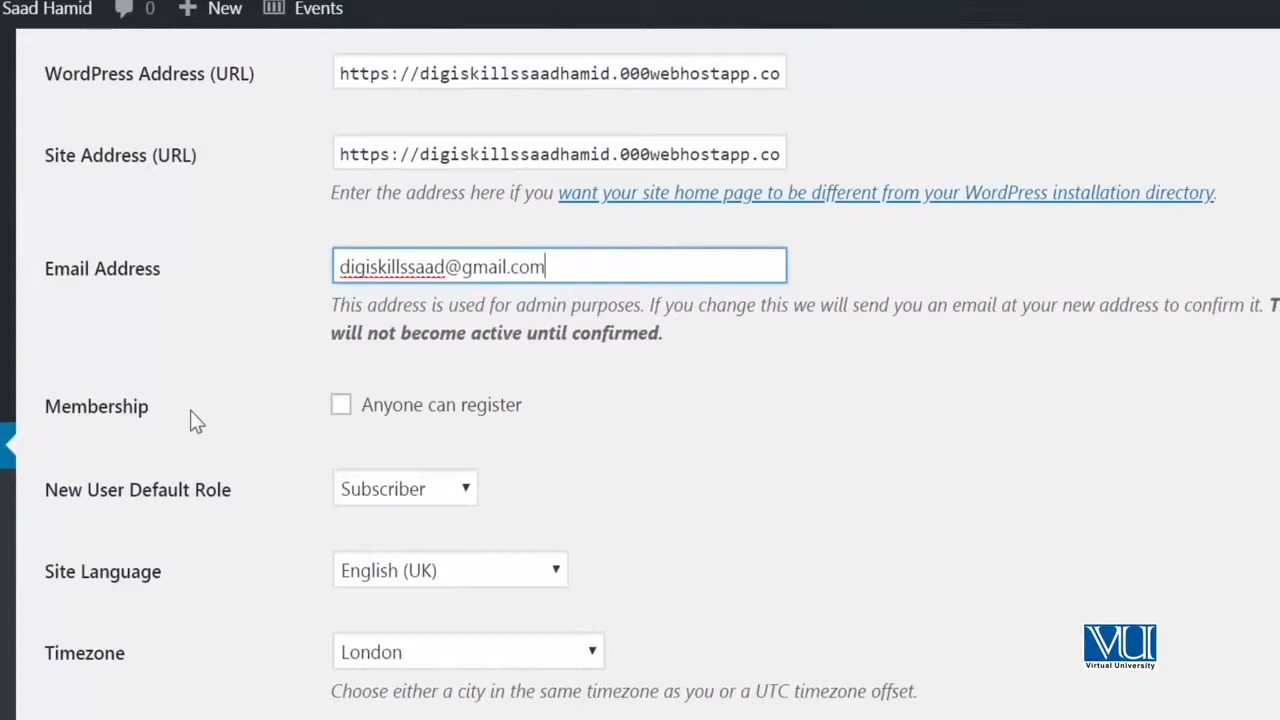 Saad Hamid 0 New Events
WordPress Address (URL) https://digiskillssaadhamid.000webhostapp.co
Site Address (URL) https://digiskillssaadhamid.000webhostapp.co
Enter the address here if you want your site home page to be different from your WordPress installation directory.
Email Address digiskillssaad@gmail.com
This address is used for admin purposes. If you change this we will send you an email at your new address to confirm it.
will not become active until confirmed.
Membership Anyone can register
New User Default Role Subscriber
Site Language English (UK)
Timezone London
Choose either a city in the same timezone as you or a UTC timezone offset.
VU
Virtual University